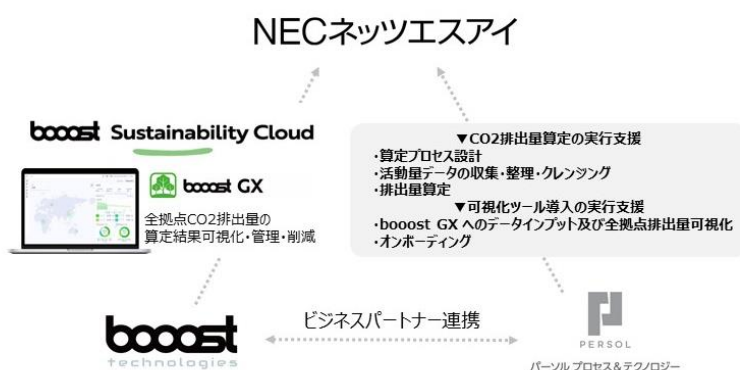 NECネッツエスアイ
booost Sustainability Cloud
booost GX
全拠点CO2排出量の
算定結果可視化・管理・削減
▼CO2排出量算定の実行支援
・算定プロセス設計
・活動量データの収集・整理・クレンジング
・排出量算定
▼可視化ツール導入の実行支援
・booost GX へのデータインプット及び全拠点排出量可視化
・オンボーディング
booost
technologies
ビジネスパートナー連携
PERSOL
パーソル プロセス&テクノロジー